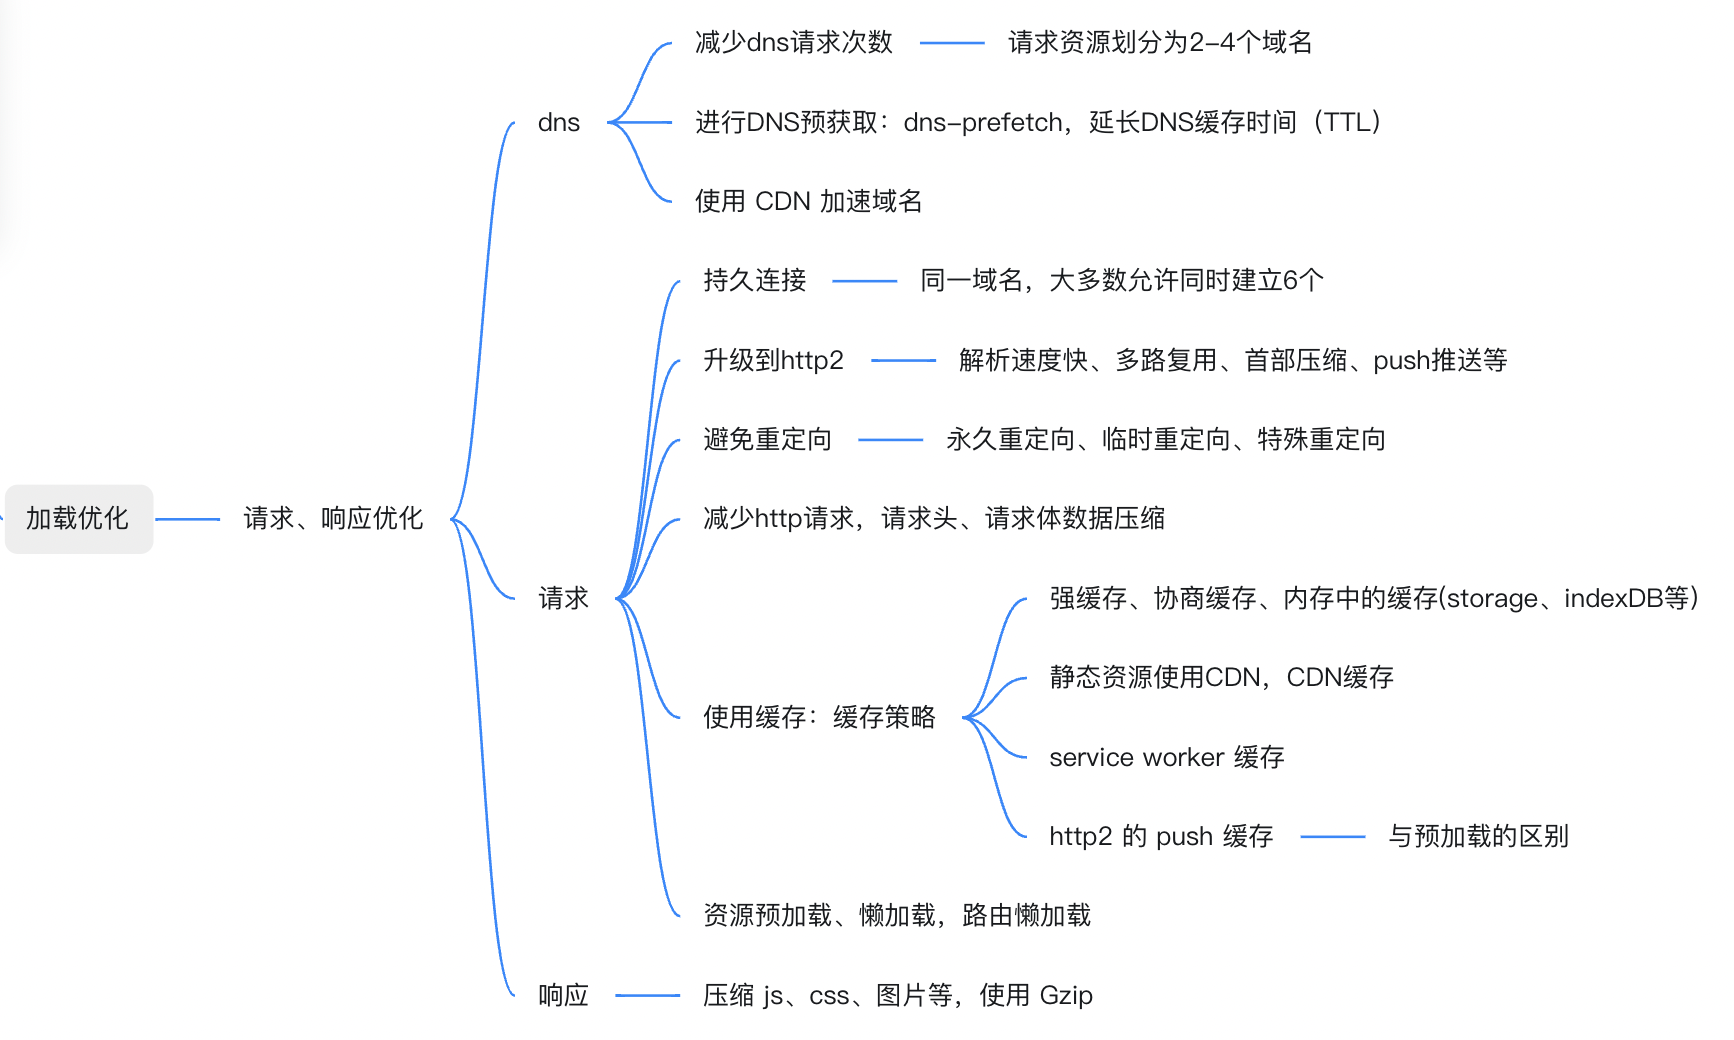 加载优化
请求、响应优化
dns
减少dns请求次数
请求资源划分为2-4个域名
进行DNS预获取：dns-prefetch，延长DNS缓存时间（TTL）
使用 CDN 加速域名
请求
持久连接
同一域名，大多数允许同时建立6个
升级到http2
解析速度快、多路复用、首部压缩、push推送等
避免重定向
永久重定向、临时重定向、特殊重定向
减少http请求，请求头、请求体数据压缩
使用缓存：缓存策略
强缓存、协商缓存、内存中的缓存(storage、indexDB等)
静态资源使用CDN，CDN缓存
service worker 缓存
http2 的 push 缓存
与预加载的区别
资源预加载、懒加载，路由懒加载
响应
压缩 js、css、图片等，使用 Gzip